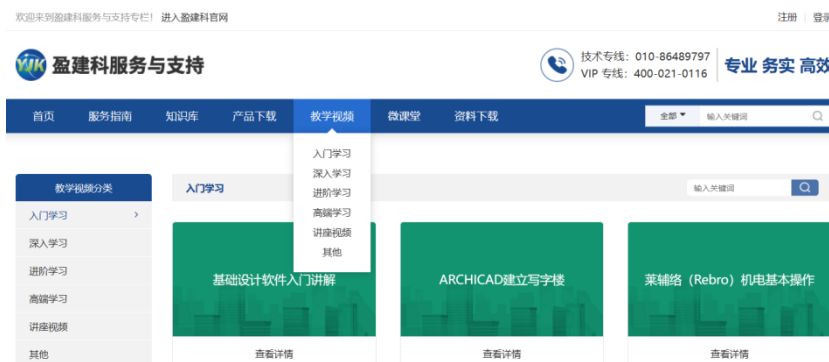 欢迎来到盈建科服务与支持专栏! 进入盈建科官网
注册 登录
YJK 盈建科服务与支持
技术专线: 010-86489797
VIP 专线: 400-021-0116
专业 务实 高效
首页 服务指南 知识库 产品下载 教学视频 微课堂 资料下载 全部 输入关键词
入门学习
深入学习
进阶学习
高端学习
讲座视频
其他
教学视频分类
入门学习 >
深入学习
进阶学习
高端学习
讲座视频
其他
入门学习 输入关键词
基础设计软件入门讲解
查看详情
ARCHICAD建立写字楼
查看详情
莱辅络（Rebro）机电基本操作
查看详情